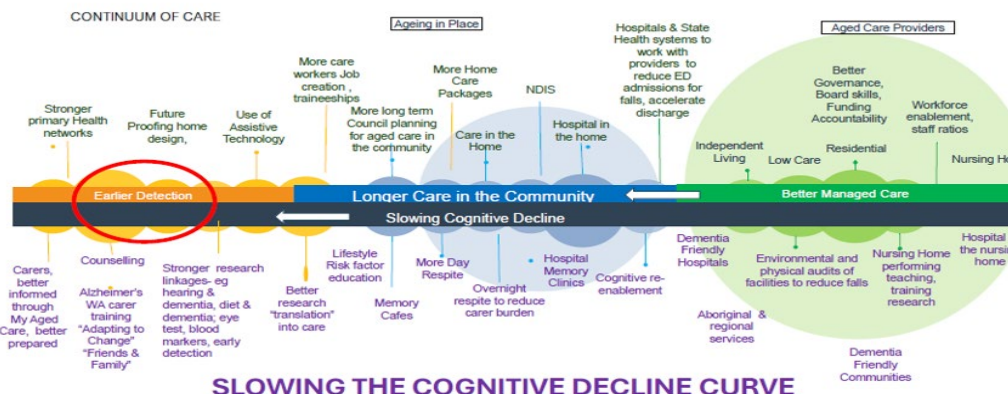 CONTINUUM OF CARE
Ageing in Place
Aged Care Providers
Stronger
primary Health
networks
Future
Proofing home
design,
Use of
Assistive
Technology
More care
workers Job
creation ,
traineeships
More long term
Council planning
for aged care in
the community
More Home
Care
Packages
Care in the
Home
NDIS
Hospital in
the home
Hospitals & State
Health systems to
work with
providers to
reduce ED
admissions for
falls, accelerate
discharge
Independent
Living
Low Care
Better
Governance,
Board skills,
Funding
Accountability
Residential
Workforce
enablement,
staff ratios
Nursing Ho
Earlier Detection
Longer Care in the Community
Better Managed Care
Slowing Cognitive Decline
Carers,
better
informed
through
My Aged
Care, better
prepared
Counselling
Alzheimer's
WA carer
training
"Adapting to
Change"
"Friends &
Family"
Stronger research
linkages- eg
hearing &
dementia, diet &
dementia; eye
test, blood
markers, early
detection
Better
research
"translation"
into care
Lifestyle
Risk factor
education
Memory
Cafes
More Day
Respite
Overnight
respite to reduce
carer burden
Hospital
Memory
Clinics
Cognitive re-
enablement
Dementia
Friendly
Hospitals
Aboriginal &
regional
services
Environmental and
physical audits of
facilities to reduce falls
Nursing Home
performing
teaching,
training
research
Hospital
the nursi
home
Dementia
Friendly
Communities
SLOWING THE COGNITIVE DECLINE CURVE